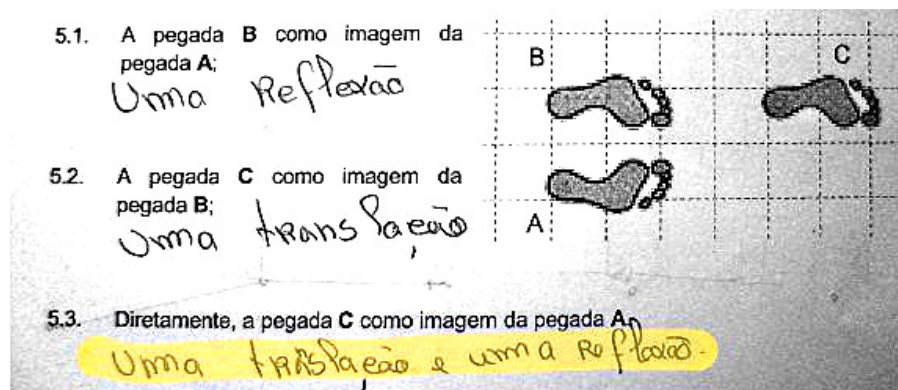 5.1. A pegada B como imagem da
pegada A;
Uma Reflexão
B
C
5.2. A pegada C como imagem da
pegada B;
Uma translação
A
5.3. Diretamente, a pegada C como imagem da pegada A.
Uma translação e uma Reflexão.